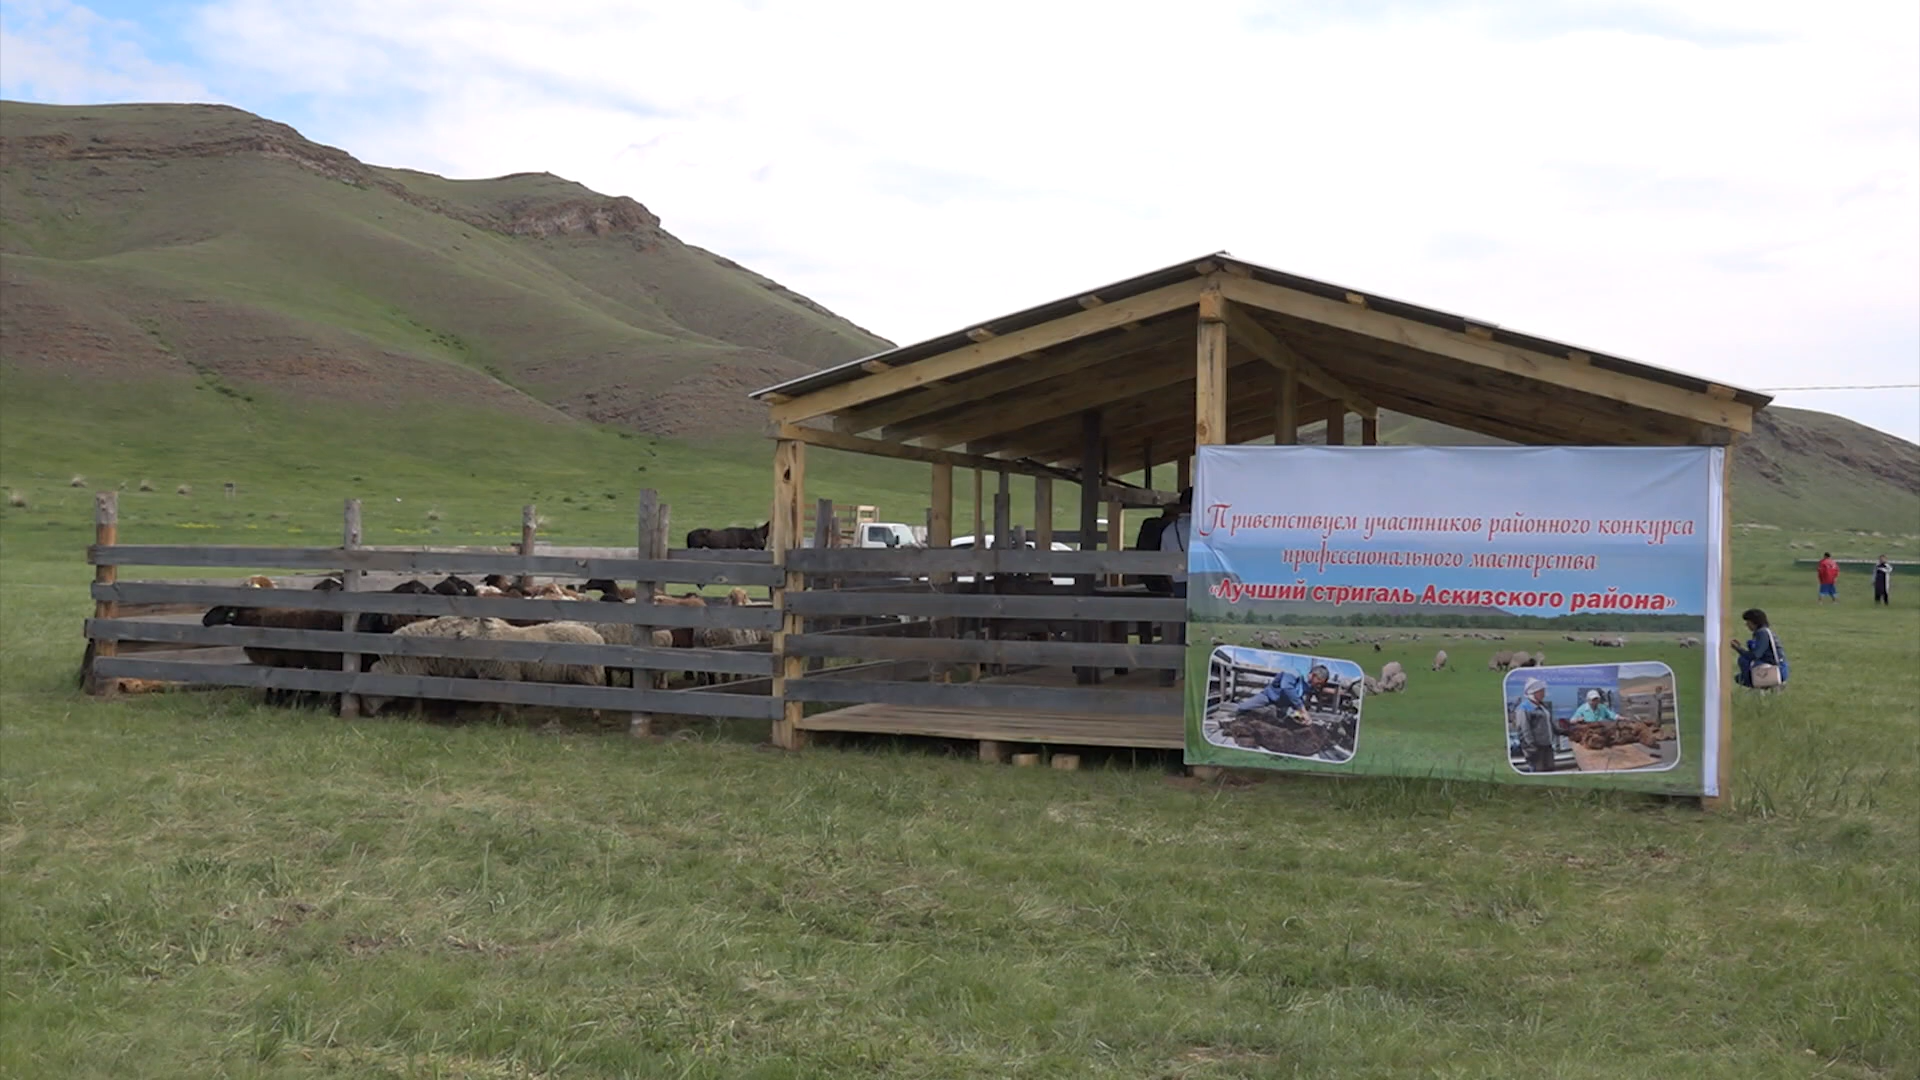 Приветствуем участников районного конкурса
профессионального мастерства
«Лучший стригаль Аскизского района»